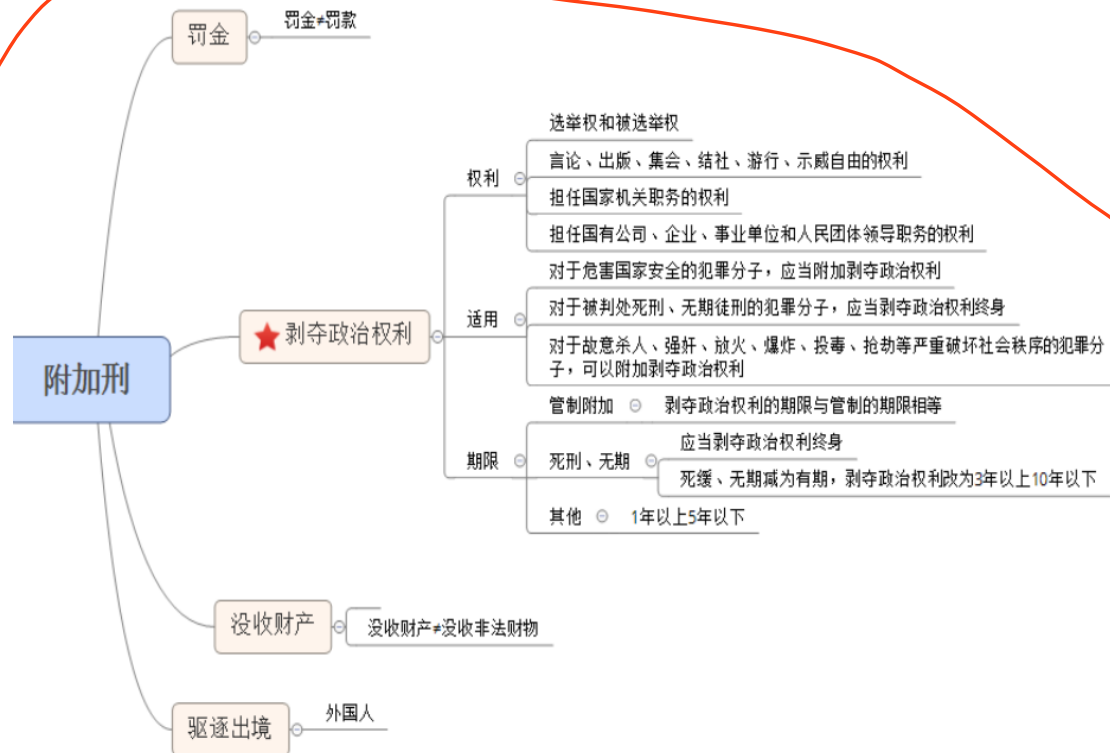 罚金
罚金≠罚款
选举权和被选举权
言论、出版、集会、结社、游行、示威自由的权利
权利
担任国家机关职务的权利
担任国有公司、企业、事业单位和人民团体领导职务的权利
对于危害国家安全的犯罪分子，应当附加剥夺政治权利
适用
对于被判处死刑、无期徒刑的犯罪分子，应当剥夺政治权利终身
剥夺政治权利
对于故意杀人、强奸、放火、爆炸、投毒、抢劫等严重破坏社会秩序的犯罪分
子，可以附加剥夺政治权利
附加刑
管制附加
剥夺政治权利的期限与管制的期限相等
应当剥夺政治权利终身
期限
死刑、无期
死缓、无期减为有期，剥夺政治权利改为3年以上10年以下
其他
1年以上5年以下
没收财产
没收财产≠没收非法财物
驱逐出境
外国人